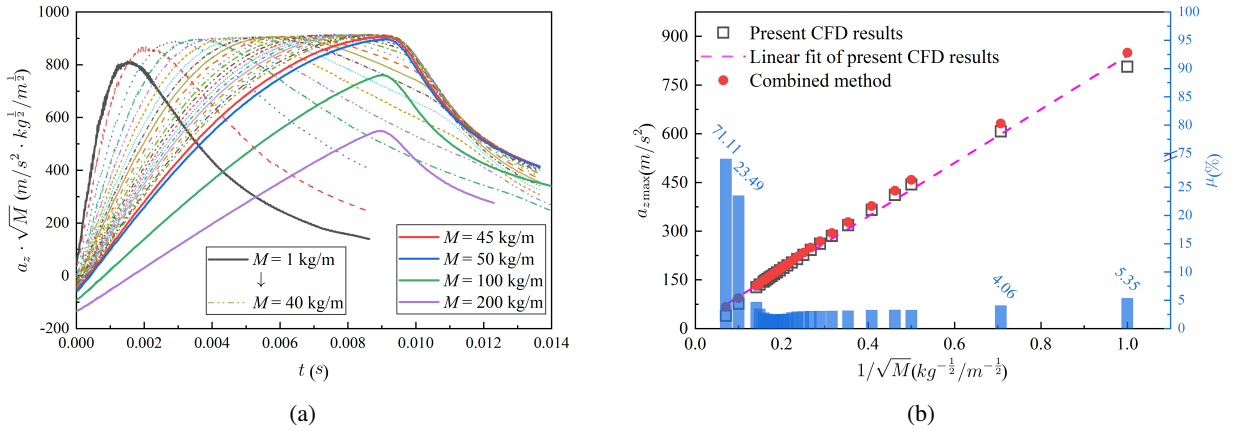 1000
800
600
400
200
0
-200
0.000
0.002
0.004
0.006
0.008
0.010
0.012
0.014
a_z · √M (m/s² · kg^{1/2}/m^{1/2})
t (s)
M = 1 kg/m
↓
M = 40 kg/m
M = 45 kg/m
M = 50 kg/m
M = 100 kg/m
M = 200 kg/m
(a)
900
750
600
450
300
150
0
0.0
0.2
0.4
0.6
0.8
1.0
a_{z max}(m/s²)
1/√M(kg^{-1/2}/m^{-1/2})
Present CFD results
Linear fit of present CFD results
Combined method
71.11
23.49
4.06
5.35
100
95
90
85
80
75
25
20
15
10
5
0
μ(%)
(b)